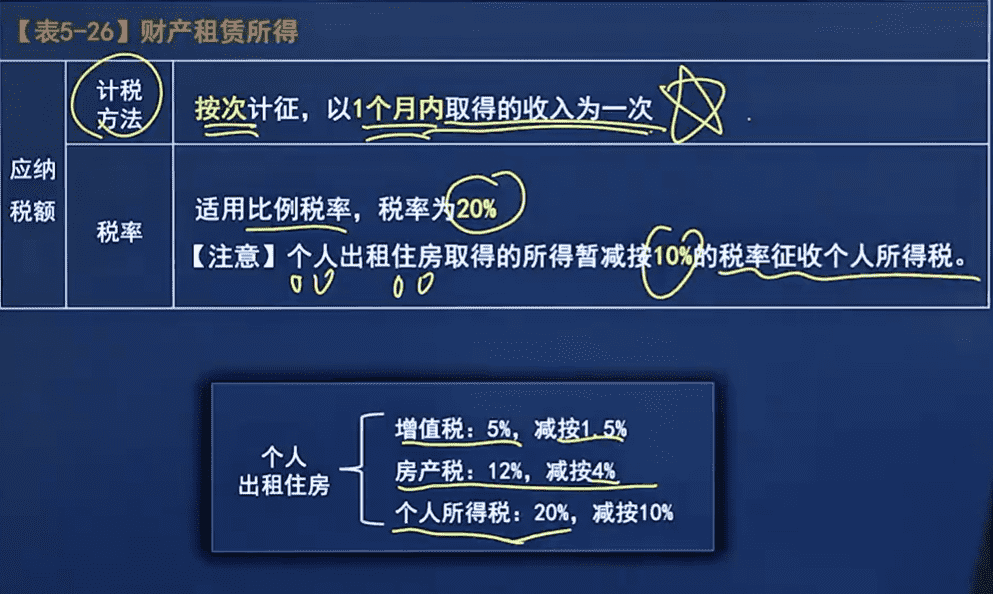 【表5-26】财产租赁所得
应纳
税额
计税
方法
按次计征，以1个月内取得的收入为一次
税率
适用比例税率，税率为20%
【注意】个人出租住房取得的所得暂减按10%的税率征收个人所得税。
个人
出租住房
增值税：5%，减按1.5%
房产税：12%，减按4%
个人所得税：20%，减按10%